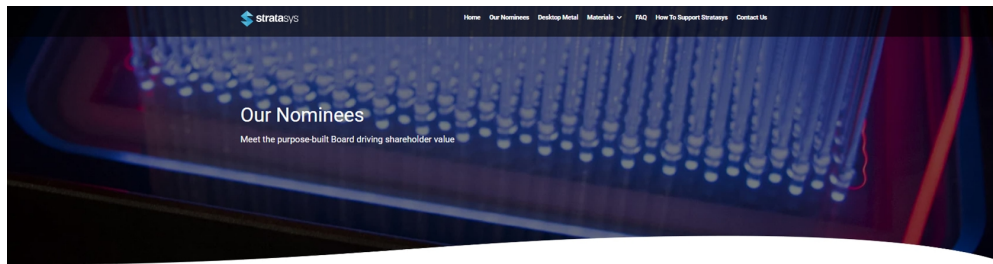 stratasys
Home Our Nominees Desktop Metal Materials FAQ How To Support Stratasys Contact Us
Our Nominees
Meet the purpose-built Board driving shareholder value